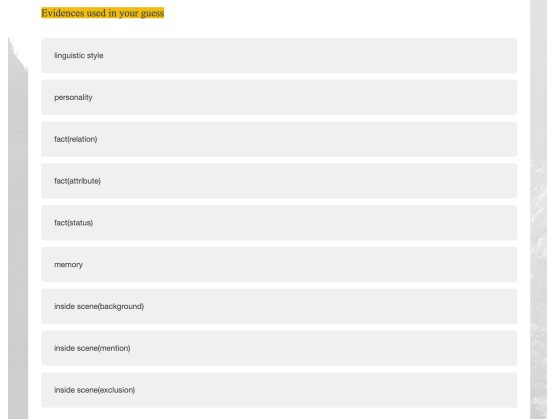 Evidences used in your guess
linguistic style
personality
fact(relation)
fact(attribute)
fact(status)
memory
inside scene(background)
inside scene(mention)
inside scene(exclusion)